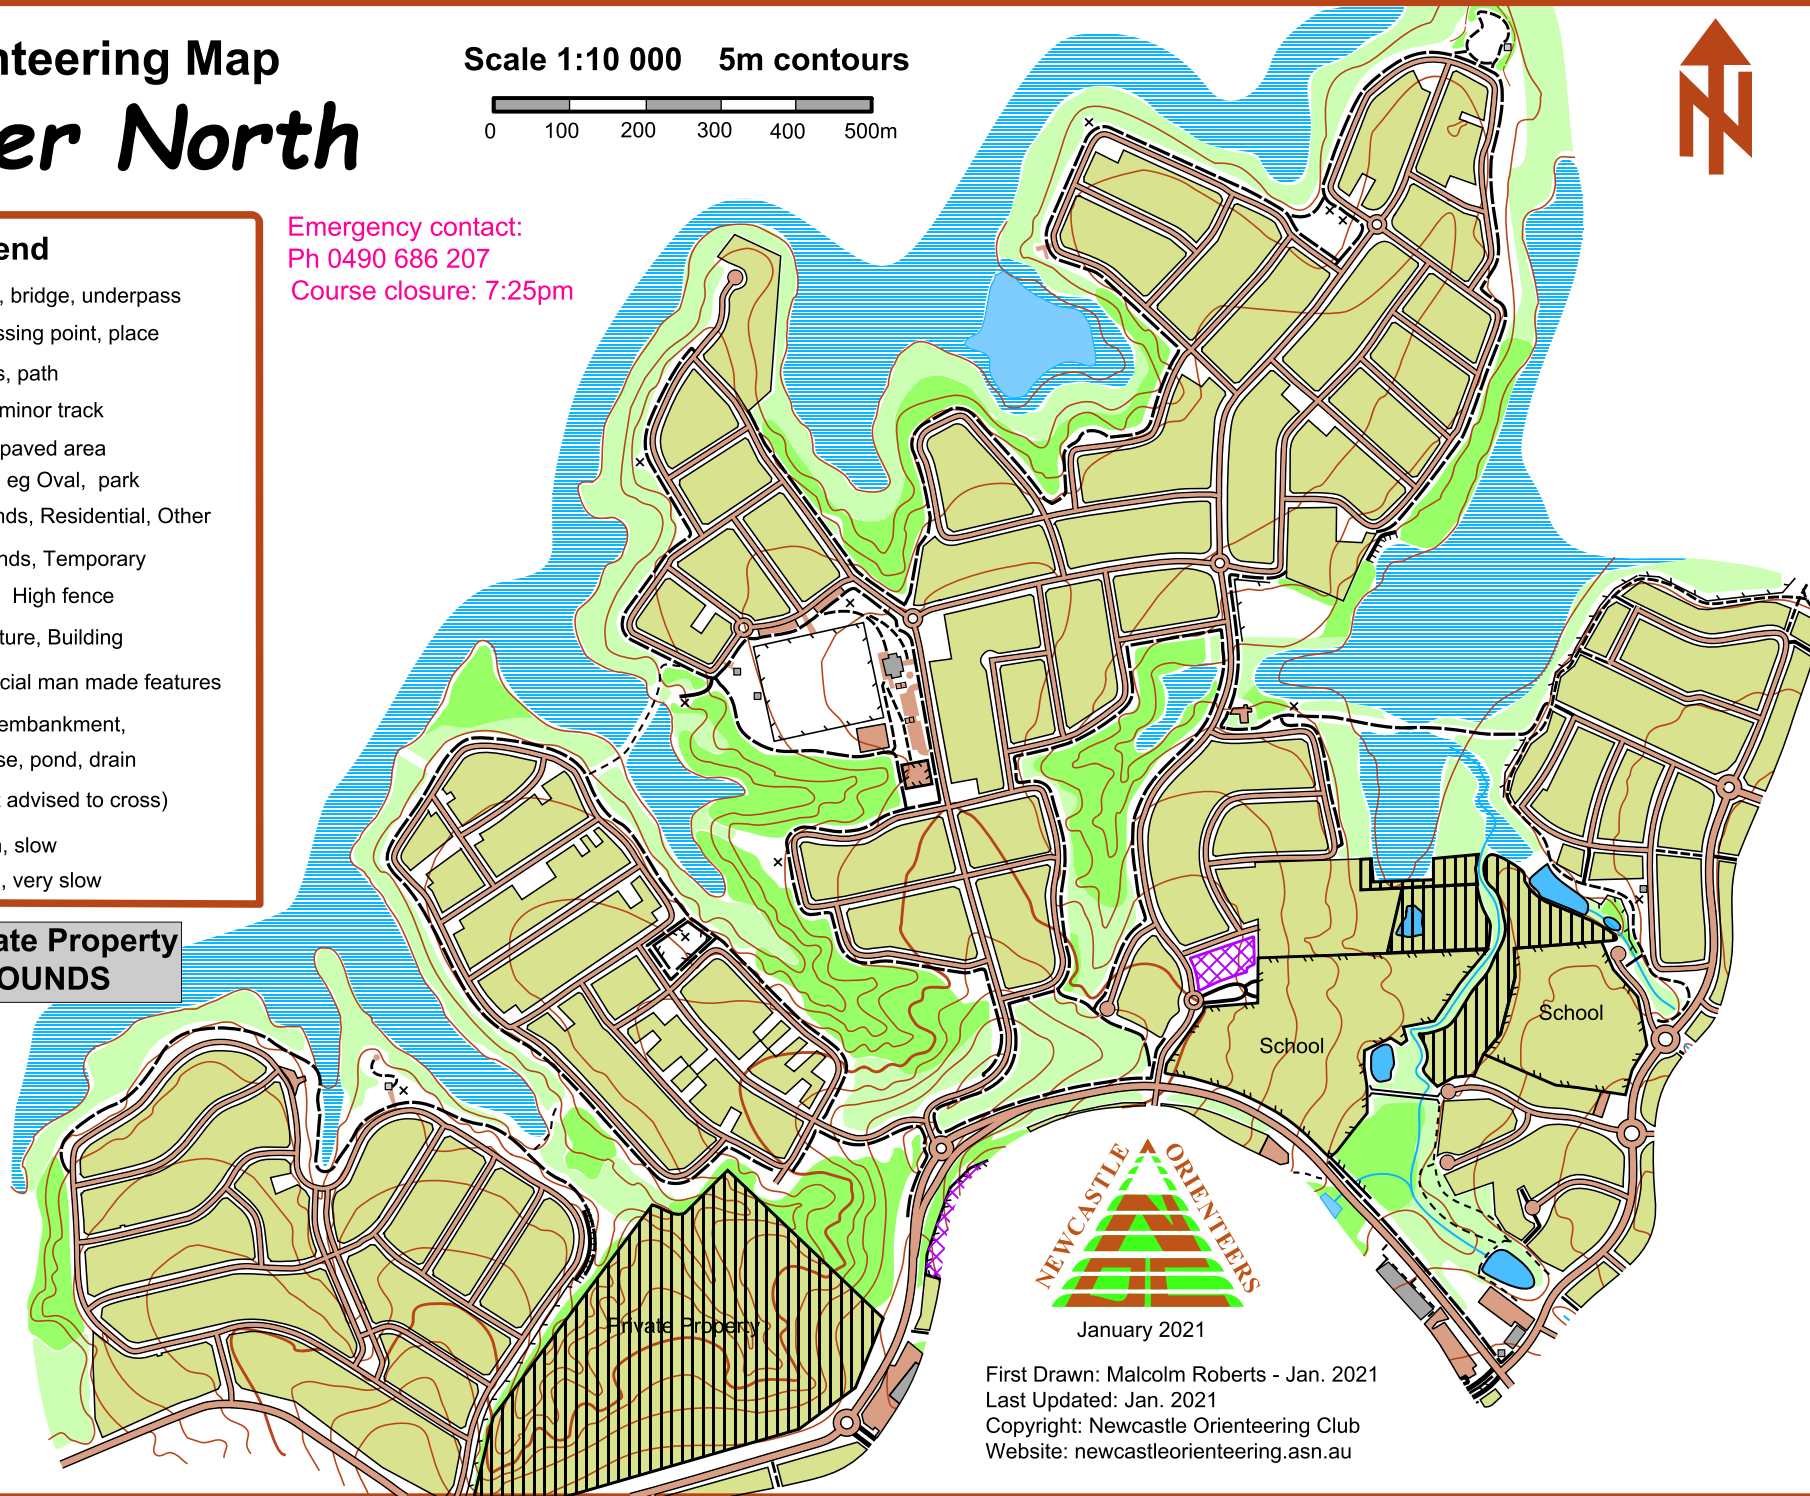 nteering Map
er North
Scale 1:10 000    5m contours
0    100    200    300    400    500m
Emergency contact:
Ph 0490 686 207
Course closure: 7:25pm
end
, bridge, underpass
ssing point, place
s, path
minor track
paved area
eg Oval,  park
nds, Residential, Other
nds, Temporary
High fence
ture, Building
cial man made features
embankment,
se, pond, drain
t advised to cross)
, slow
, very slow
ate Property
OUNDS
School
School
Private Property
N
NEWCASTLE ORIENTEERS
January 2021
First Drawn: Malcolm Roberts - Jan. 2021
Last Updated: Jan. 2021
Copyright: Newcastle Orienteering Club
Website: newcastleorienteering.asn.au